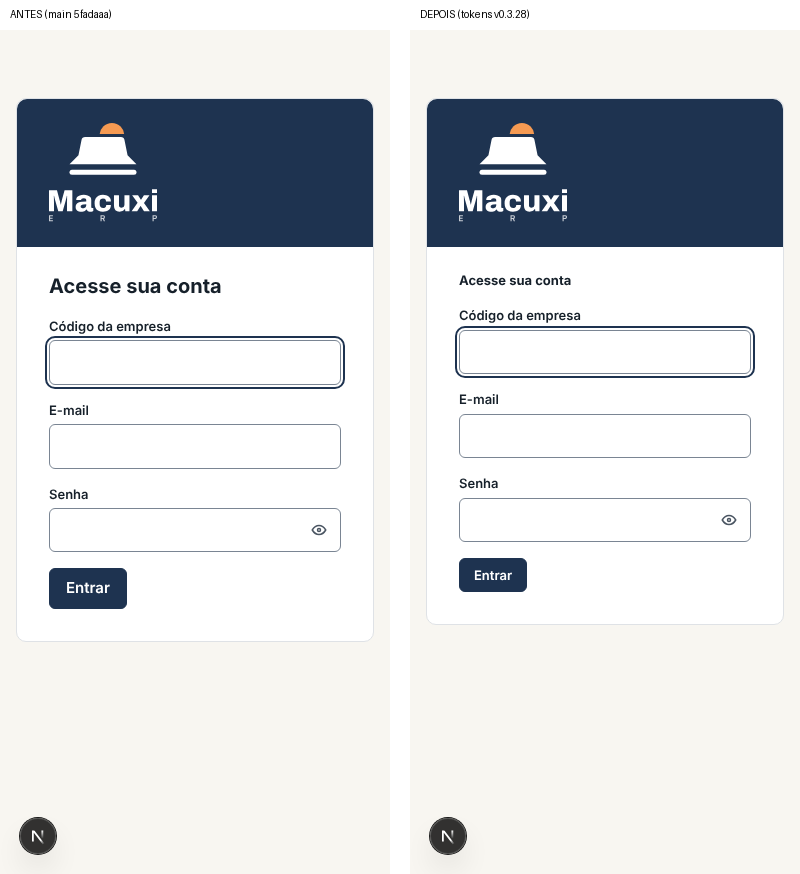 ANTES (main 5fadaaa)
Macuxi
E R P
Acesse sua conta
Código da empresa
E-mail
Senha
Entrar
N
DEPOIS (tokens v0.3.28)
Macuxi
E R P
Acesse sua conta
Código da empresa
E-mail
Senha
Entrar
N